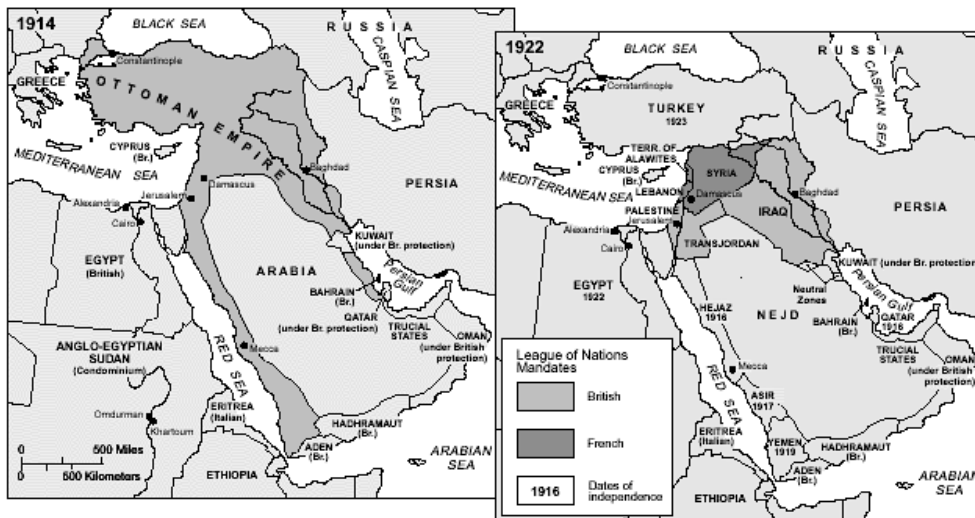 1914
BLACK SEA
RUSSIA
CASPIAN SEA
Constantinople
GREECE
OTTOMAN EMPIRE
CYPRUS
(Br.)
MEDITERRANEAN SEA
Damascus
Baghdad
PERSIA
Jerusalem
Alexandria
Cairo
EGYPT
(British)
KUWAIT
(under Br. protection)
ARABIA
Persian
Gulf
BAHRAIN
(Br.)
QATAR
(under Br. protection)
TRUCIAL
STATES
OMAN
(under British
protection)
RED SEA
Mecca
ANGLO-EGYPTIAN
SUDAN
(Condominium)
Omdurman
Khartoum
ERITREA
(Italian)
HADHRAMAUT
(Br.)
ADEN
(Br.)
ARABIAN
SEA
ETHIOPIA
0 500 Miles
0 500 Kilometers
1922
BLACK SEA
RUSSIA
CASPIAN SEA
Constantinople
GREECE
TURKEY
1923
TERR. OF
ALAWITES
CYPRUS
(Br.)
SYRIA
MEDITERRANEAN SEA
LEBANON
Damascus
Baghdad
PERSIA
PALESTINE
Jerusalem
IRAQ
Alexandria
Cairo
TRANSJORDAN
EGYPT
1922
KUWAIT (under Br. protection)
Neutral
Zones
Persian Gulf
HEJAZ
1916
NEJD
BAHRAIN
(Br.)
QATAR
1916
TRUCIAL
STATES
OMAN
(under British
protection)
RED SEA
Mecca
ASIR
1917
ERITREA
(Italian)
YEMEN
1919
HADHRAMAUT
(Br.)
ADEN
(Br.)
ARABIAN
SEA
ETHIOPIA
League of Nations
Mandates
British
French
1916
Dates of
independence